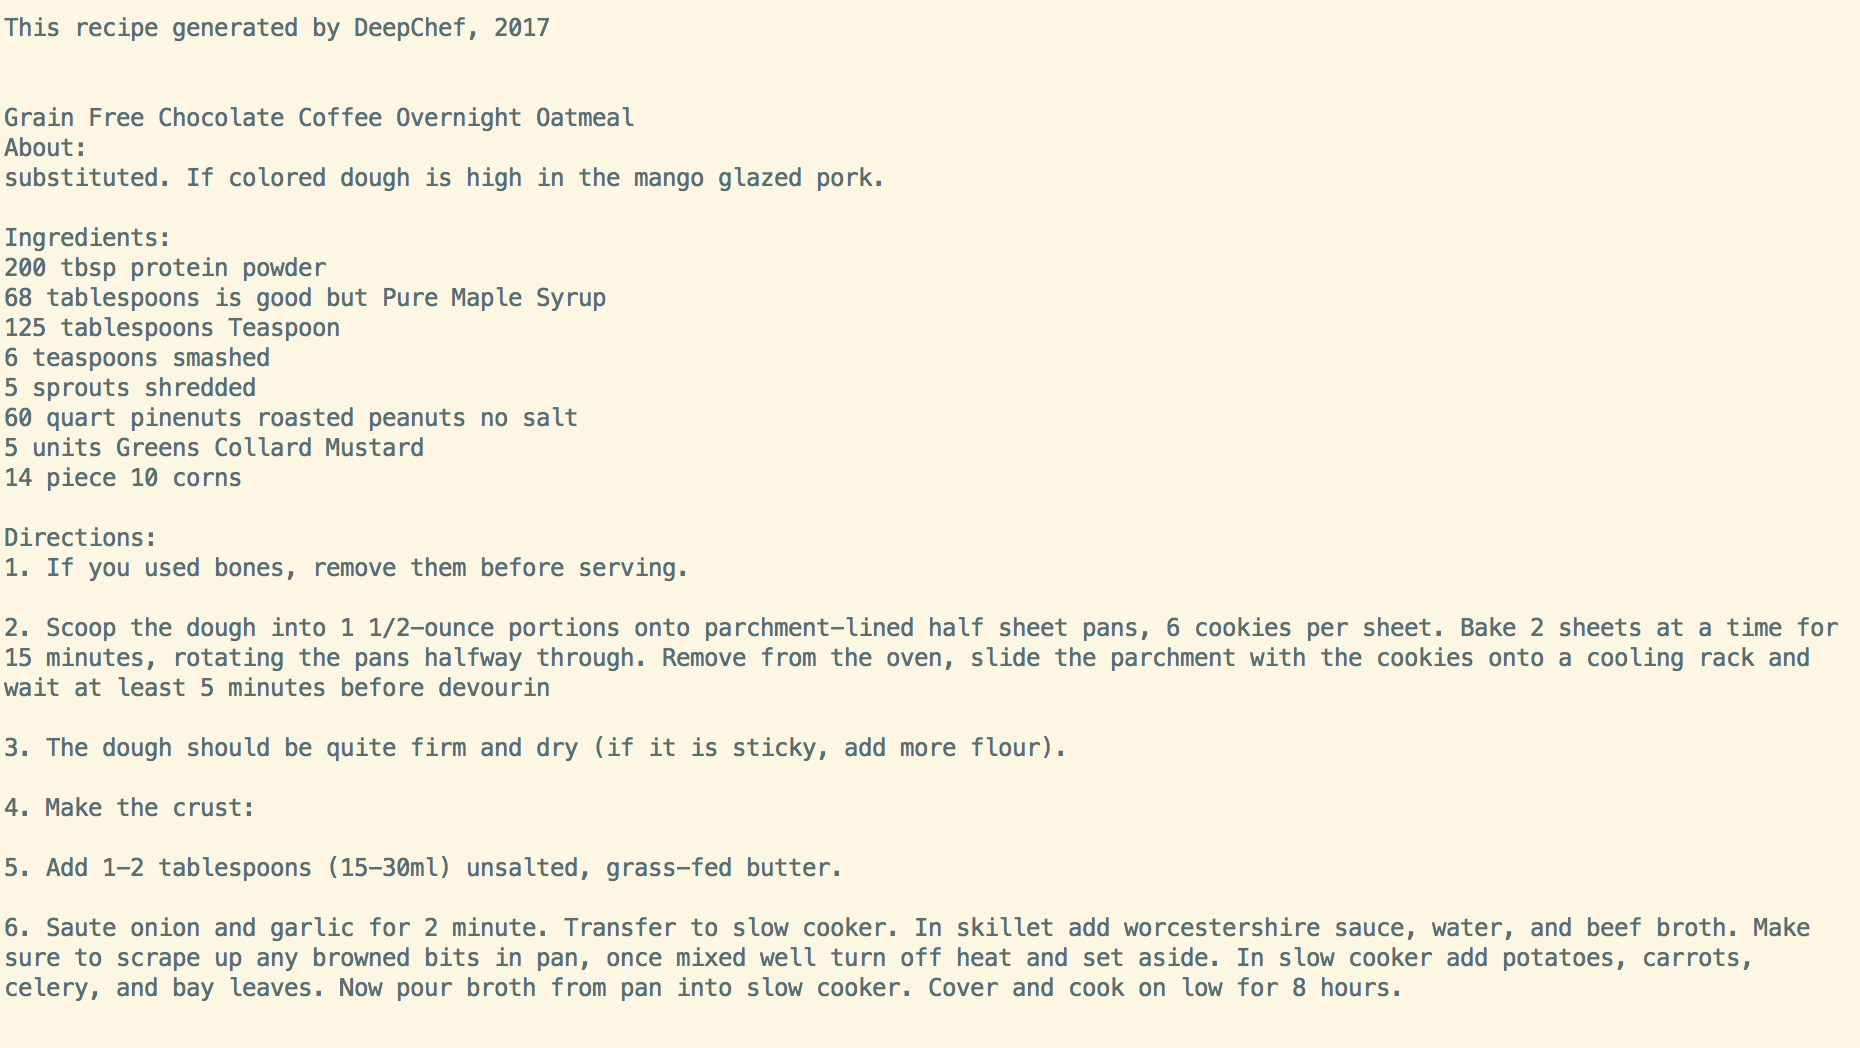 This recipe generated by DeepChef, 2017
Grain Free Chocolate Coffee Overnight Oatmeal
About:
substituted. If colored dough is high in the mango glazed pork.
Ingredients:
200 tbsp protein powder
68 tablespoons is good but Pure Maple Syrup
125 tablespoons Teaspoon
6 teaspoons smashed
5 sprouts shredded
60 quart pinenuts roasted peanuts no salt
5 units Greens Collard Mustard
14 piece 10 corns
Directions:
1. If you used bones, remove them before serving.
2. Scoop the dough into 1 1/2-ounce portions onto parchment-lined half sheet pans, 6 cookies per sheet. Bake 2 sheets at a time for
15 minutes, rotating the pans halfway through. Remove from the oven, slide the parchment with the cookies onto a cooling rack and
wait at least 5 minutes before devourin
3. The dough should be quite firm and dry (if it is sticky, add more flour).
4. Make the crust:
5. Add 1-2 tablespoons (15-30ml) unsalted, grass-fed butter.
6. Saute onion and garlic for 2 minute. Transfer to slow cooker. In skillet add worcestershire sauce, water, and beef broth. Make
sure to scrape up any browned bits in pan, once mixed well turn off heat and set aside. In slow cooker add potatoes, carrots,
celery, and bay leaves. Now pour broth from pan into slow cooker. Cover and cook on low for 8 hours.